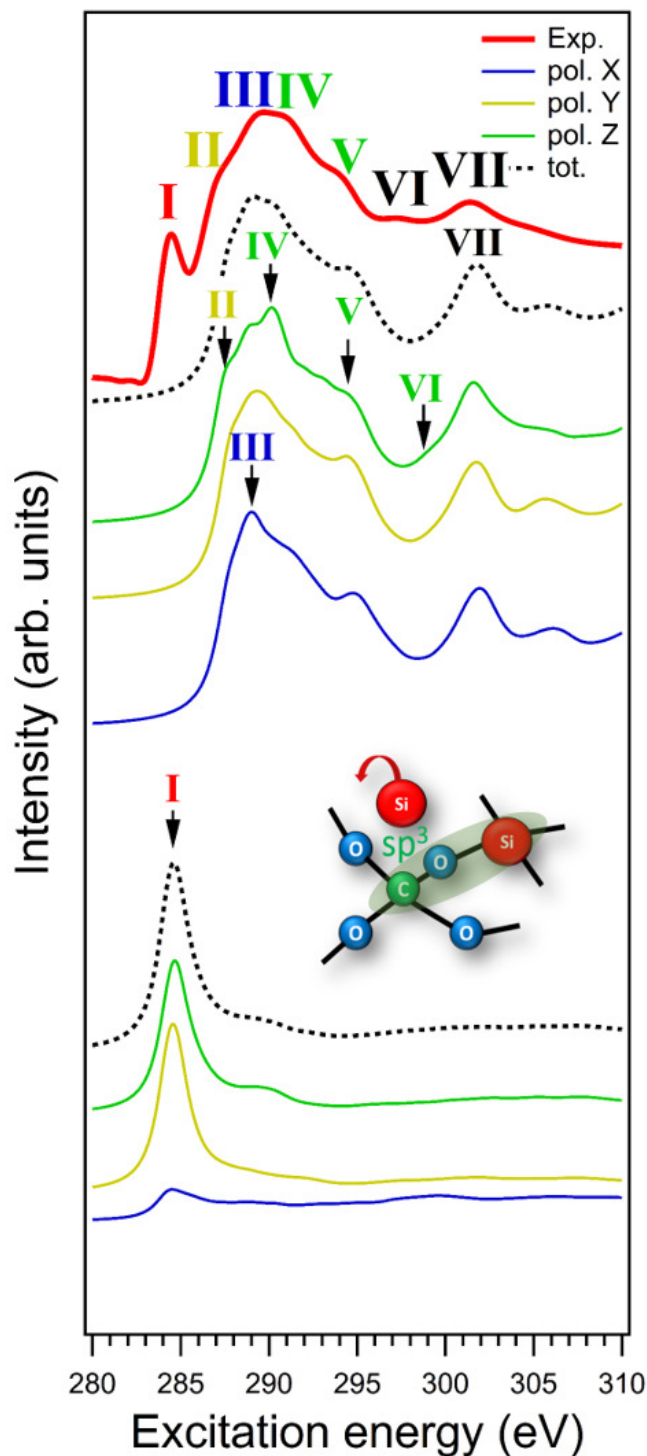 Exp.
pol. X
pol. Y
pol. Z
tot.
III IV
II
V
I
VI
VII
VII
IV
II
V
VI
III
I
Si
sp³
O
O
Si
C
O
O
Intensity (arb. units)
280 285 290 295 300 305 310
Excitation energy (eV)